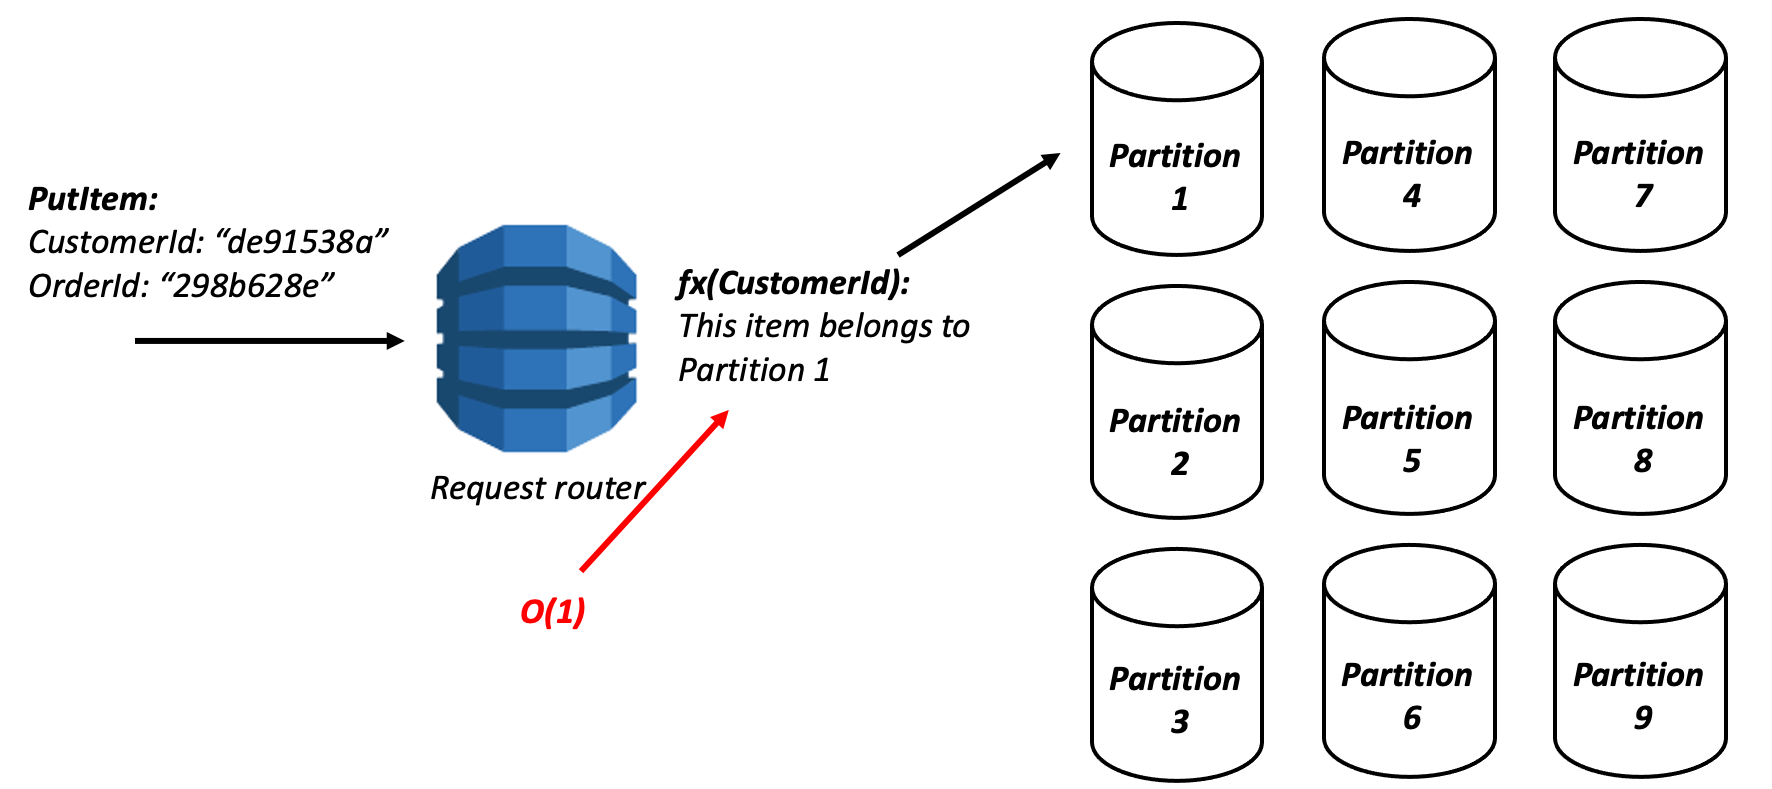 PutItem:
CustomerId: “de91538a”
OrderId: “298b628e”
Request router
O(1)
fx(CustomerId):
This item belongs to
Partition 1
Partition
1
Partition
4
Partition
7
Partition
2
Partition
5
Partition
8
Partition
3
Partition
6
Partition
9